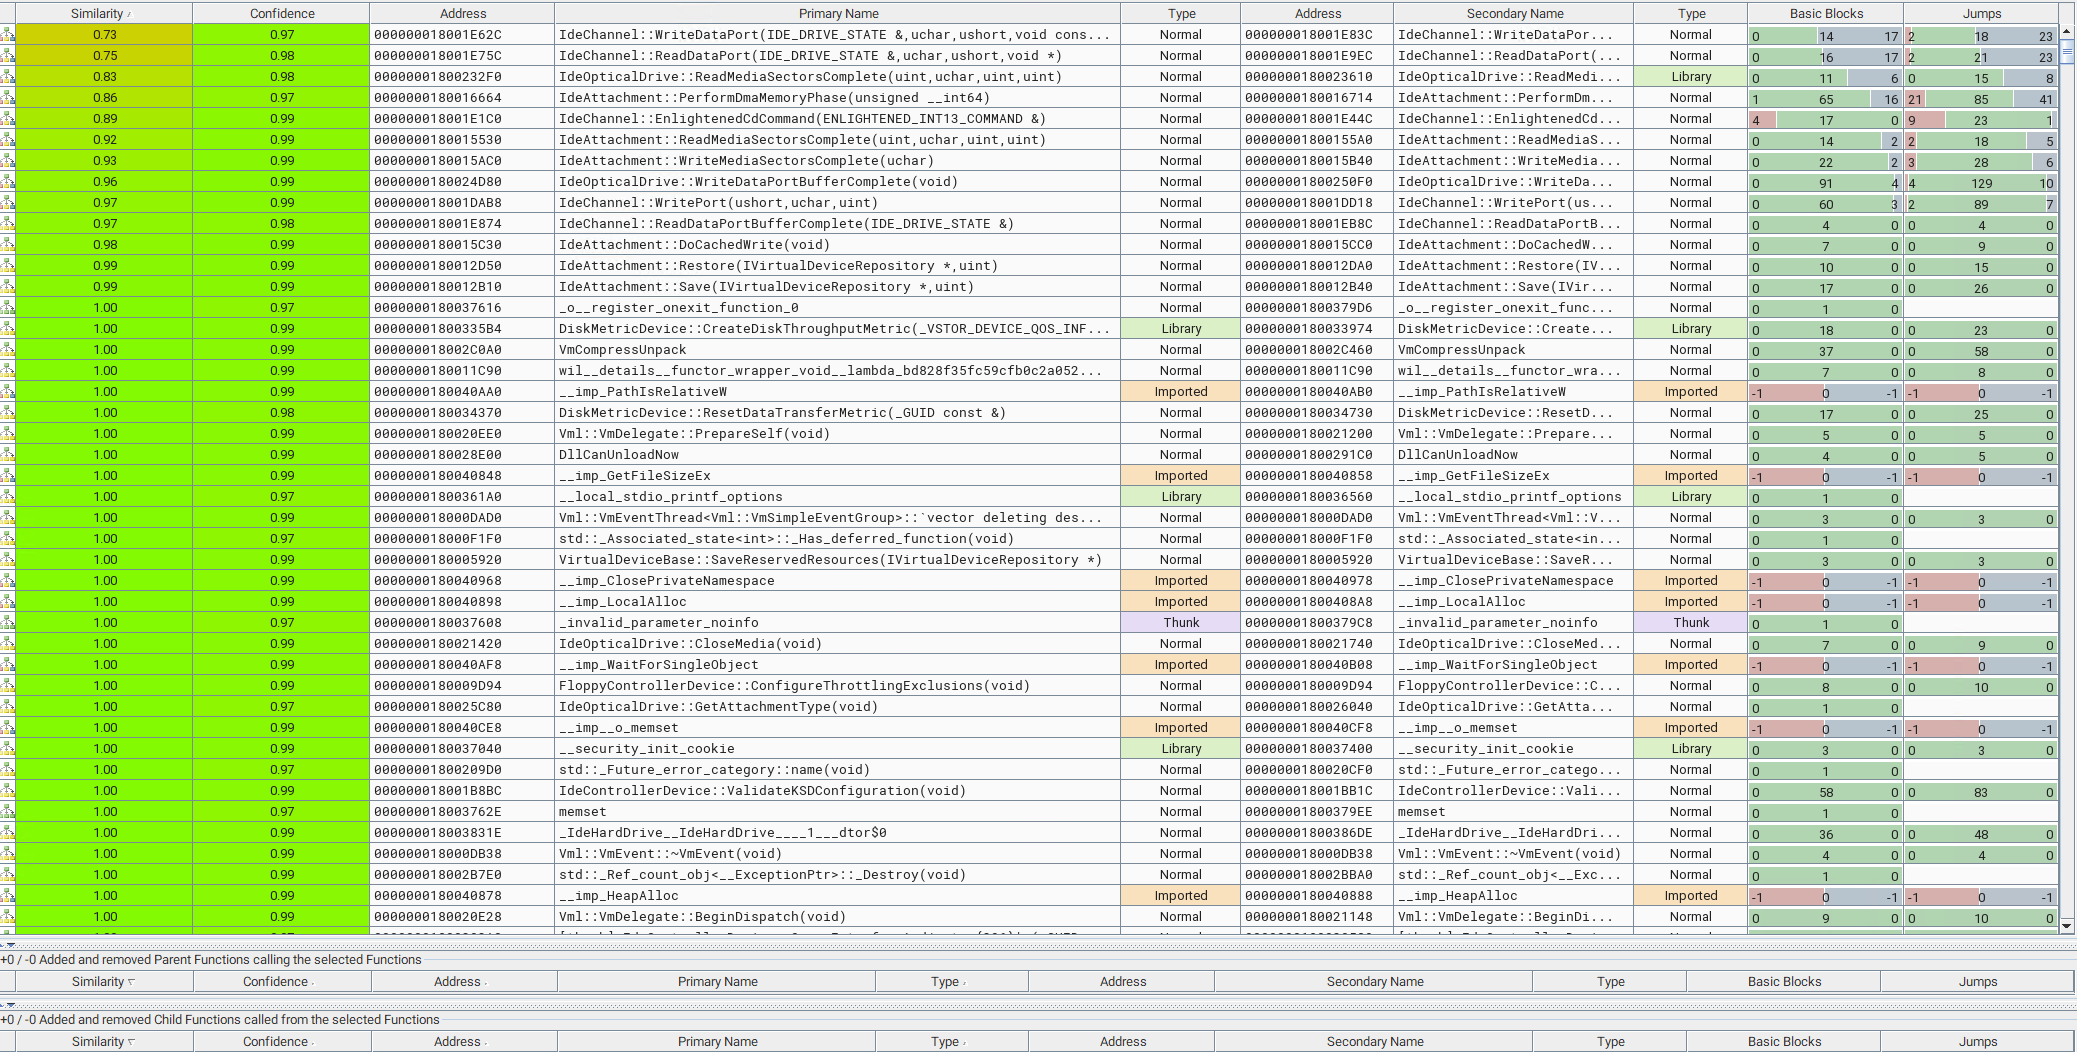 Similarity Confidence Address Primary Name Type Address Secondary Name Type Basic Blocks Jumps
0.73 0.97 000000018001E62C IdeChannel::WriteDataPort(IDE_DRIVE_STATE &,uchar,ushort,void cons... Normal 000000018001E83C IdeChannel::WriteDataPor... Normal 0 14 17 2 18 23
0.75 0.98 000000018001E75C IdeChannel::ReadDataPort(IDE_DRIVE_STATE &,uchar,ushort,void *) Normal 000000018001E9EC IdeChannel::ReadDataPort(... Normal 0 16 17 2 21 23
0.83 0.98 00000001800232F0 IdeOpticalDrive::ReadMediaSectorsComplete(uint,uchar,uint,uint) Normal 0000000180023610 IdeOpticalDrive::ReadMedi... Library 0 11 6 0 15 8
0.86 0.97 0000000180016664 IdeAttachment::PerformDmaMemoryPhase(unsigned __int64) Normal 0000000180016714 IdeAttachment::PerformDm... Normal 1 65 16 21 85 41
0.89 0.99 000000018001E1C0 IdeChannel::EnlightenedCdCommand(ENLIGHTENED_INT13_COMMAND &) Normal 000000018001E44C IdeChannel::EnlightenedCd... Normal 4 17 0 9 23 1
0.92 0.99 0000000180015530 IdeAttachment::ReadMediaSectorsComplete(uint,uchar,uint,uint) Normal 00000001800155A0 IdeAttachment::ReadMediaS... Normal 0 14 2 2 18 5
0.93 0.99 0000000180015AC0 IdeAttachment::WriteMediaSectorsComplete(uchar) Normal 0000000180015B40 IdeAttachment::WriteMedia... Normal 0 22 2 3 28 6
0.96 0.99 0000000180024D80 IdeOpticalDrive::WriteDataPortBufferComplete(void) Normal 00000001800250F0 IdeOpticalDrive::WriteDa... Normal 0 91 4 4 129 10
0.97 0.99 000000018001DAB8 IdeChannel::WritePort(ushort,uchar,uint) Normal 000000018001DD18 IdeChannel::WritePort(us... Normal 0 60 3 2 89 7
0.97 0.98 000000018001E874 IdeChannel::ReadDataPortBufferComplete(IDE_DRIVE_STATE &) Normal 000000018001EB8C IdeChannel::ReadDataPortB... Normal 0 4 0 0 4 0
0.98 0.99 0000000180015C30 IdeAttachment::DoCachedWrite(void) Normal 0000000180015CC0 IdeAttachment::DoCachedW... Normal 0 7 0 0 9 0
0.99 0.99 0000000180012D50 IdeAttachment::Restore(IVirtualDeviceRepository *,uint) Normal 0000000180012DA0 IdeAttachment::Restore(IV... Normal 0 10 0 0 15 0
0.99 0.99 0000000180012B10 IdeAttachment::Save(IVirtualDeviceRepository *,uint) Normal 0000000180012B40 IdeAttachment::Save(IVir... Normal 0 17 0 0 26 0
1.00 0.97 0000000180037616 _o__register_onexit_function_0 Normal 00000001800379D6 _o__register_onexit_func... Normal 0 1 0
1.00 0.99 00000001800335B4 DiskMetricDevice::CreateDiskThroughputMetric(_VSTOR_DEVICE_QOS_INF... Library 0000000180033974 DiskMetricDevice::Create... Library 0 18 0 0 23 0
1.00 0.99 000000018002C0A0 VmCompressUnpack Normal 000000018002C460 VmCompressUnpack Normal 0 37 0 0 58 0
1.00 0.99 0000000180011C90 wil__details__functor_wrapper_void__lambda_bd828f35fc59cfb0c2a052... Normal 0000000180011C90 wil__details__functor_wra... Normal 0 7 0 0 8 0
1.00 0.99 0000000180040AA0 __imp_PathIsRelativeW Imported 0000000180040AB0 __imp_PathIsRelativeW Imported -1 0 -1 -1 0 -1
1.00 0.98 0000000180034370 DiskMetricDevice::ResetDataTransferMetric(_GUID const &) Normal 0000000180034730 DiskMetricDevice::ResetD... Normal 0 17 0 0 25 0
1.00 0.99 0000000180020EE0 Vml::VmDelegate::PrepareSelf(void) Normal 0000000180021200 Vml::VmDelegate::Prepare... Normal 0 5 0 0 5 0
1.00 0.99 0000000180028E00 DllCanUnloadNow Normal 00000001800291C0 DllCanUnloadNow Normal 0 4 0 0 5 0
1.00 0.99 0000000180040848 __imp_GetFileSizeEx Imported 0000000180040858 __imp_GetFileSizeEx Imported -1 0 -1 -1 0 -1
1.00 0.97 00000001800361A0 __local_stdio_printf_options Library 0000000180036560 __local_stdio_printf_options Library 0 1 0
1.00 0.99 000000018000DAD0 Vml::VmEventThread<Vml::VmSimpleEventGroup>::`vector deleting des... Normal 000000018000DAD0 Vml::VmEventThread<Vml::V... Normal 0 3 0 0 3 0
1.00 0.97 000000018000F1F0 std::_Associated_state<int>::_Has_deferred_function(void) Normal 000000018000F1F0 std::_Associated_state<in... Normal 0 1 0
1.00 0.99 0000000180005920 VirtualDeviceBase::SaveReservedResources(IVirtualDeviceRepository *) Normal 0000000180005920 VirtualDeviceBase::SaveR... Normal 0 3 0 0 3 0
1.00 0.99 0000000180040968 __imp_ClosePrivateNamespace Imported 0000000180040978 __imp_ClosePrivateNamespace Imported -1 0 -1 -1 0 -1
1.00 0.99 0000000180040898 __imp_LocalAlloc Imported 00000001800408A8 __imp_LocalAlloc Imported -1 0 -1 -1 0 -1
1.00 0.97 0000000180037608 _invalid_parameter_noinfo Thunk 00000001800379C8 _invalid_parameter_noinfo Thunk 0 1 0
1.00 0.99 0000000180021420 IdeOpticalDrive::CloseMedia(void) Normal 0000000180021740 IdeOpticalDrive::CloseMed... Normal 0 7 0 0 9 0
1.00 0.99 0000000180040AF8 __imp_WaitForSingleObject Imported 0000000180040B08 __imp_WaitForSingleObject Imported -1 0 -1 -1 0 -1
1.00 0.99 0000000180009D94 FloppyControllerDevice::ConfigureThrottlingExclusions(void) Normal 0000000180009D94 FloppyControllerDevice::C... Normal 0 8 0 0 10 0
1.00 0.97 0000000180025C80 IdeOpticalDrive::GetAttachmentType(void) Normal 0000000180026040 IdeOpticalDrive::GetAtta... Normal 0 1 0
1.00 0.99 0000000180040CE8 __imp__o_memset Imported 0000000180040CF8 __imp__o_memset Imported -1 0 -1 -1 0 -1
1.00 0.99 0000000180037040 __security_init_cookie Library 0000000180037400 __security_init_cookie Library 0 3 0 0 3 0
1.00 0.97 00000001800209D0 std::_Future_error_category::name(void) Normal 0000000180020CF0 std::_Future_error_catego... Normal 0 1 0
1.00 0.99 000000018001B8BC IdeControllerDevice::ValidateKSDConfiguration(void) Normal 000000018001BB1C IdeControllerDevice::Vali... Normal 0 58 0 0 83 0
1.00 0.97 000000018003762E memset Normal 00000001800379EE memset Normal 0 1 0
1.00 0.99 000000018003831E _IdeHardDrive__IdeHardDrive____1___dtor$0 Normal 00000001800386DE _IdeHardDrive__IdeHardDri... Normal 0 36 0 0 48 0
1.00 0.99 000000018000DB38 Vml::VmEvent::~VmEvent(void) Normal 000000018000DB38 Vml::VmEvent::~VmEvent(void) Normal 0 4 0 0 4 0
1.00 0.99 000000018002B7E0 std::_Ref_count_obj<__ExceptionPtr>::_Destroy(void) Normal 000000018002BBA0 std::_Ref_count_obj<__Exc... Normal 0 1 0
1.00 0.99 0000000180040878 __imp_HeapAlloc Imported 0000000180040888 __imp_HeapAlloc Imported -1 0 -1 -1 0 -1
1.00 0.99 0000000180020E28 Vml::VmDelegate::BeginDispatch(void) Normal 0000000180021148 Vml::VmDelegate::BeginDi... Normal 0 9 0 0 10 0
+0 / -0 Added and removed Parent Functions calling the selected Functions
Similarity Confidence Address Primary Name Type Address Secondary Name Type Basic Blocks Jumps
+0 / -0 Added and removed Child Functions called from the selected Functions
Similarity Confidence Address Primary Name Type Address Secondary Name Type Basic Blocks Jumps